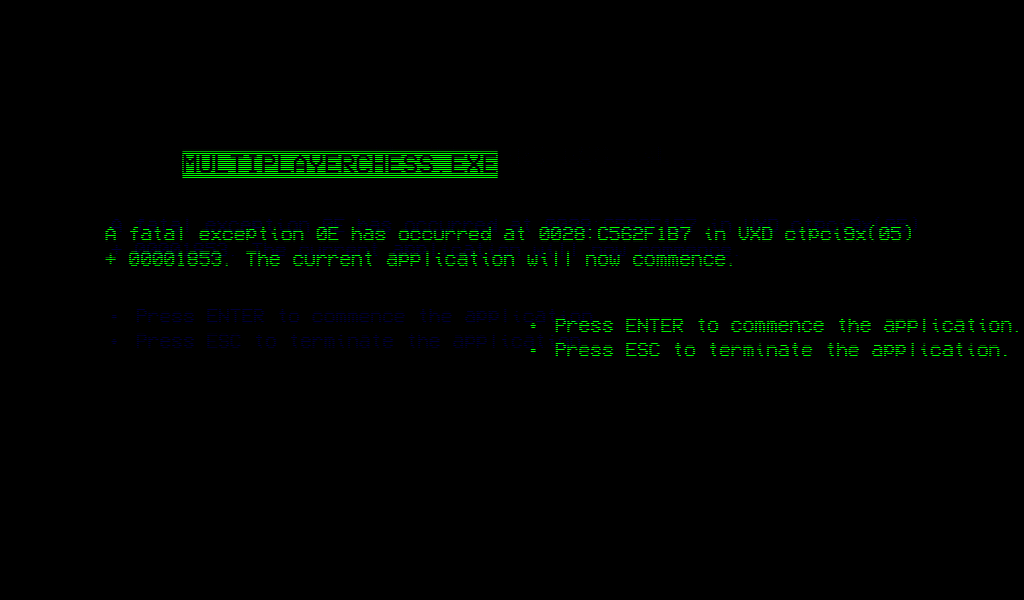 MULTIPLAYERCHESS.EXE
A fatal exception 0E has occurred at 0028:C562F1B7 in VXD ctpci9x(05)
+ 00001853. The current application will now commence.
• Press ENTER to commence the applicat
• Press ESC to terminate the applic
• Press ENTER to commence the application.
• Press ESC to terminate the application.